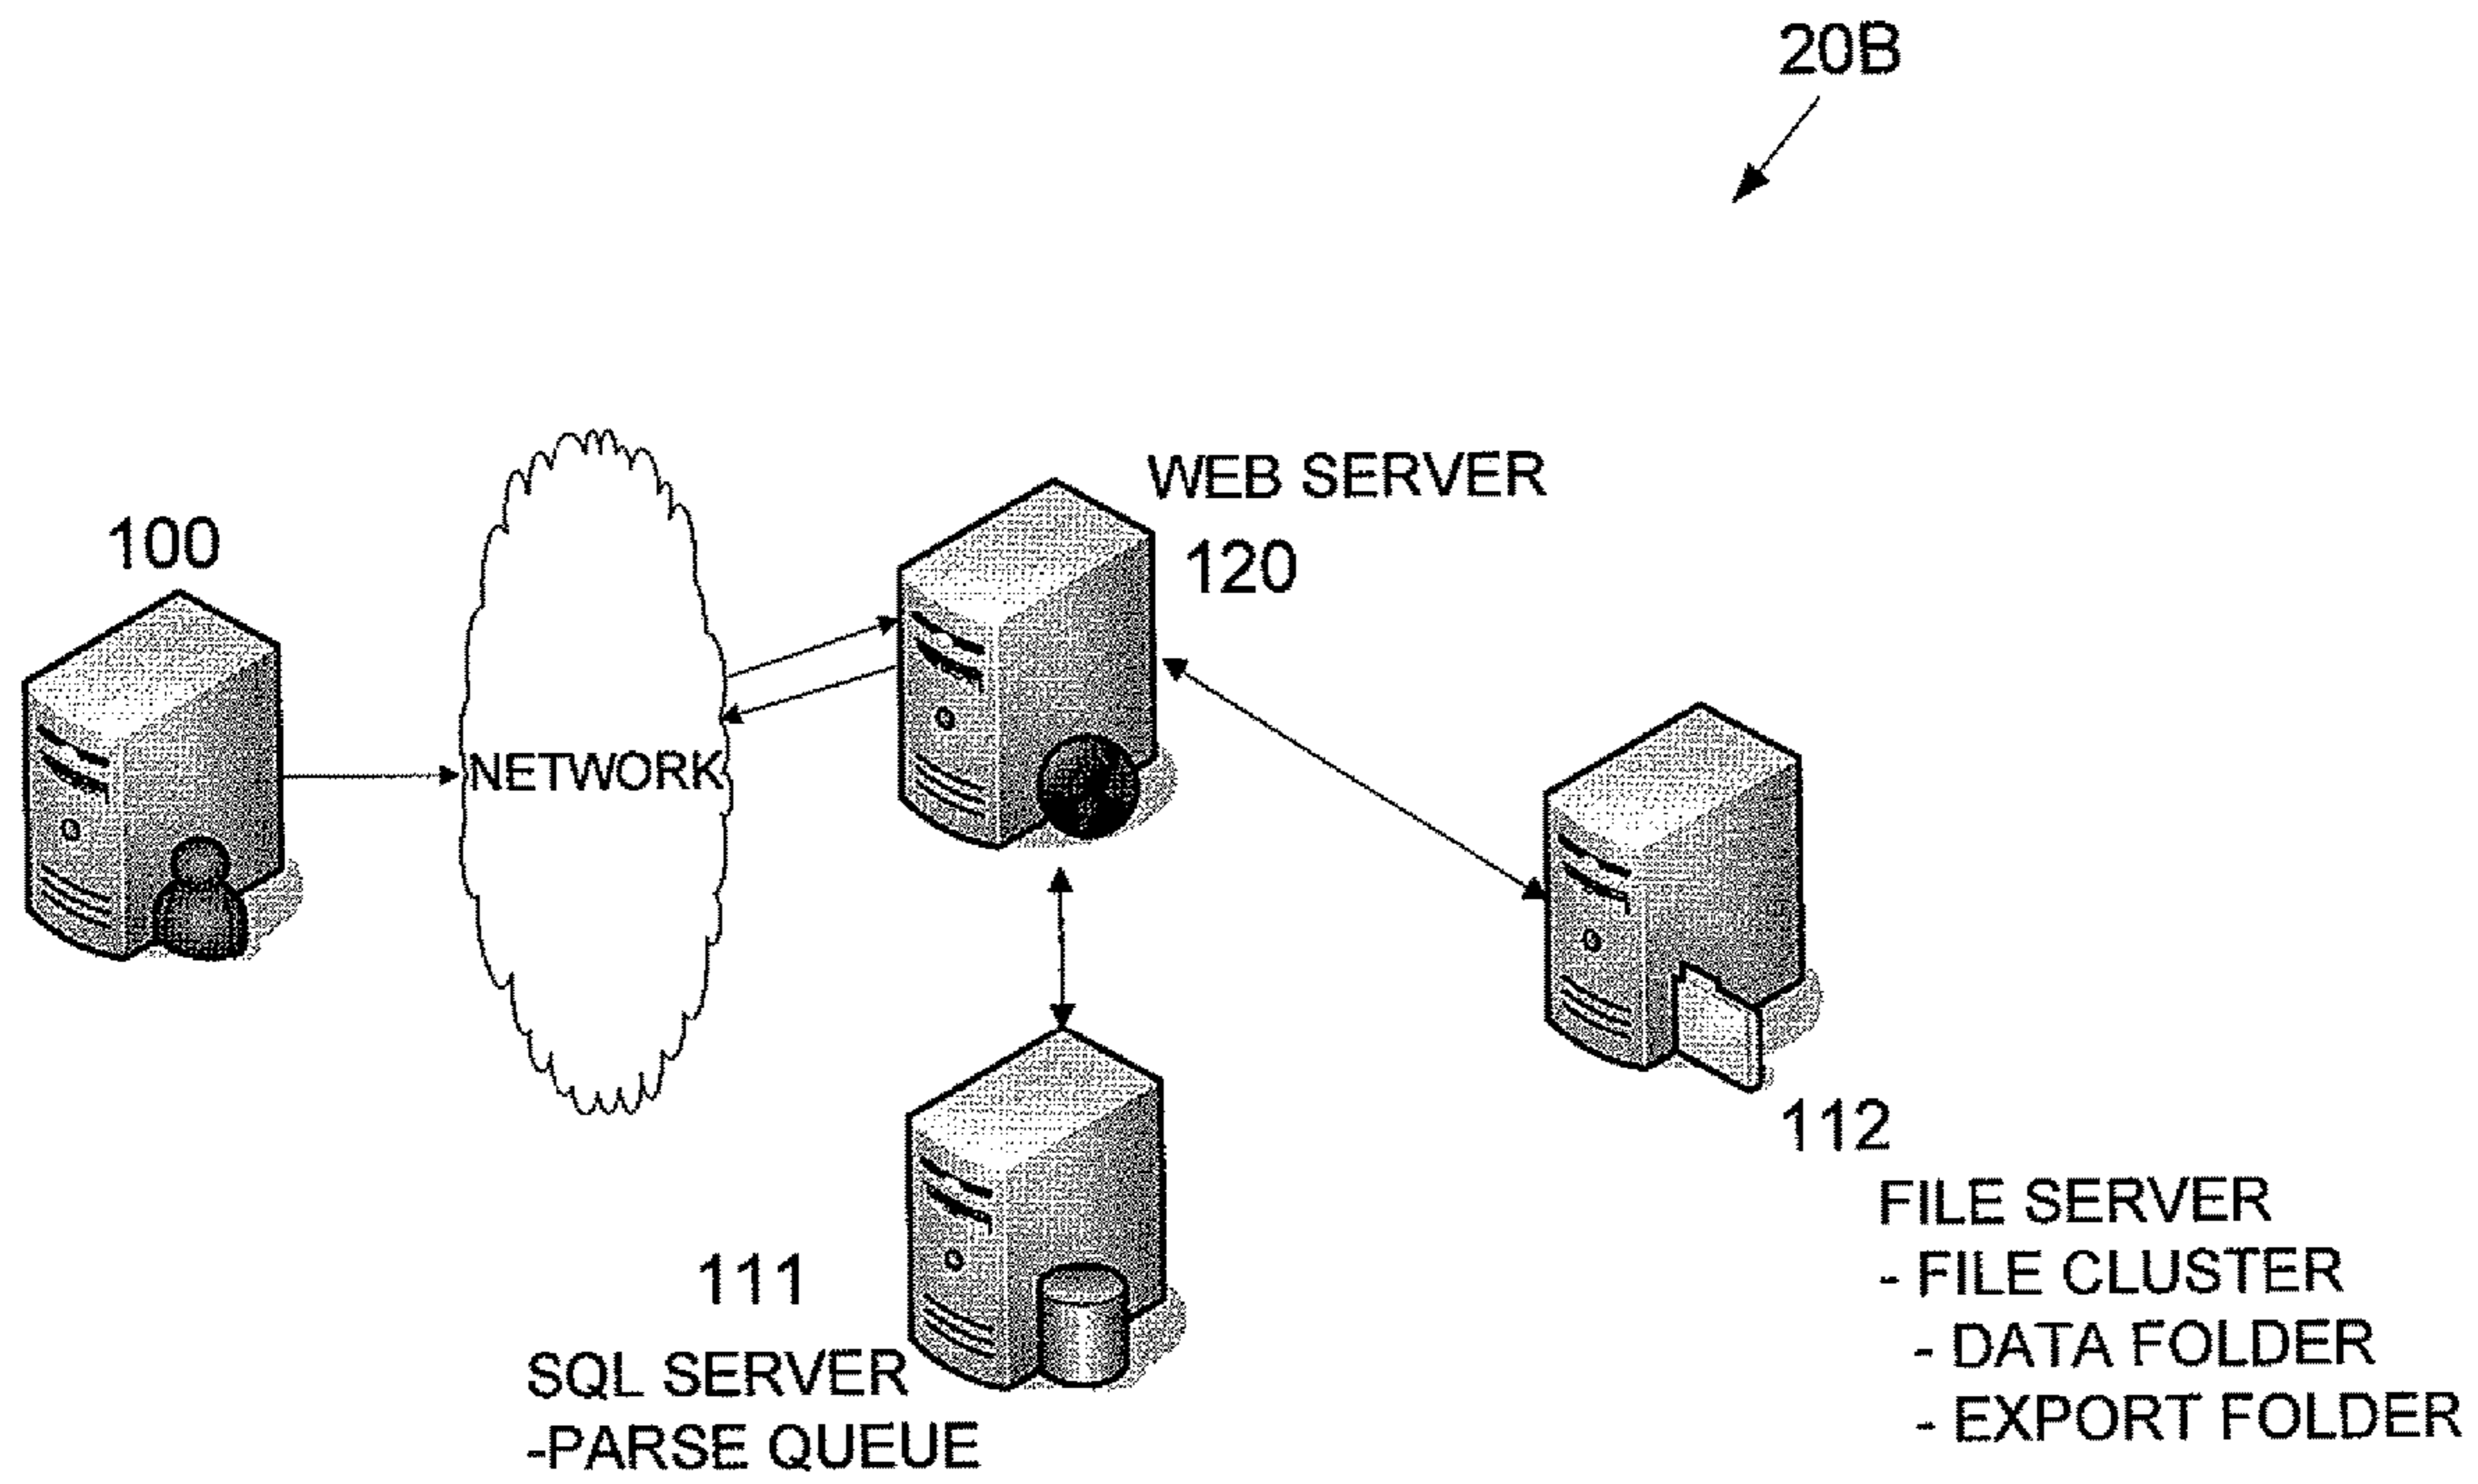 20B
WEB SERVER
120
100
NETWORK
112
FILE SERVER
- FILE CLUSTER
- DATA FOLDER
- EXPORT FOLDER
111
SQL SERVER
-PARSE QUEUE